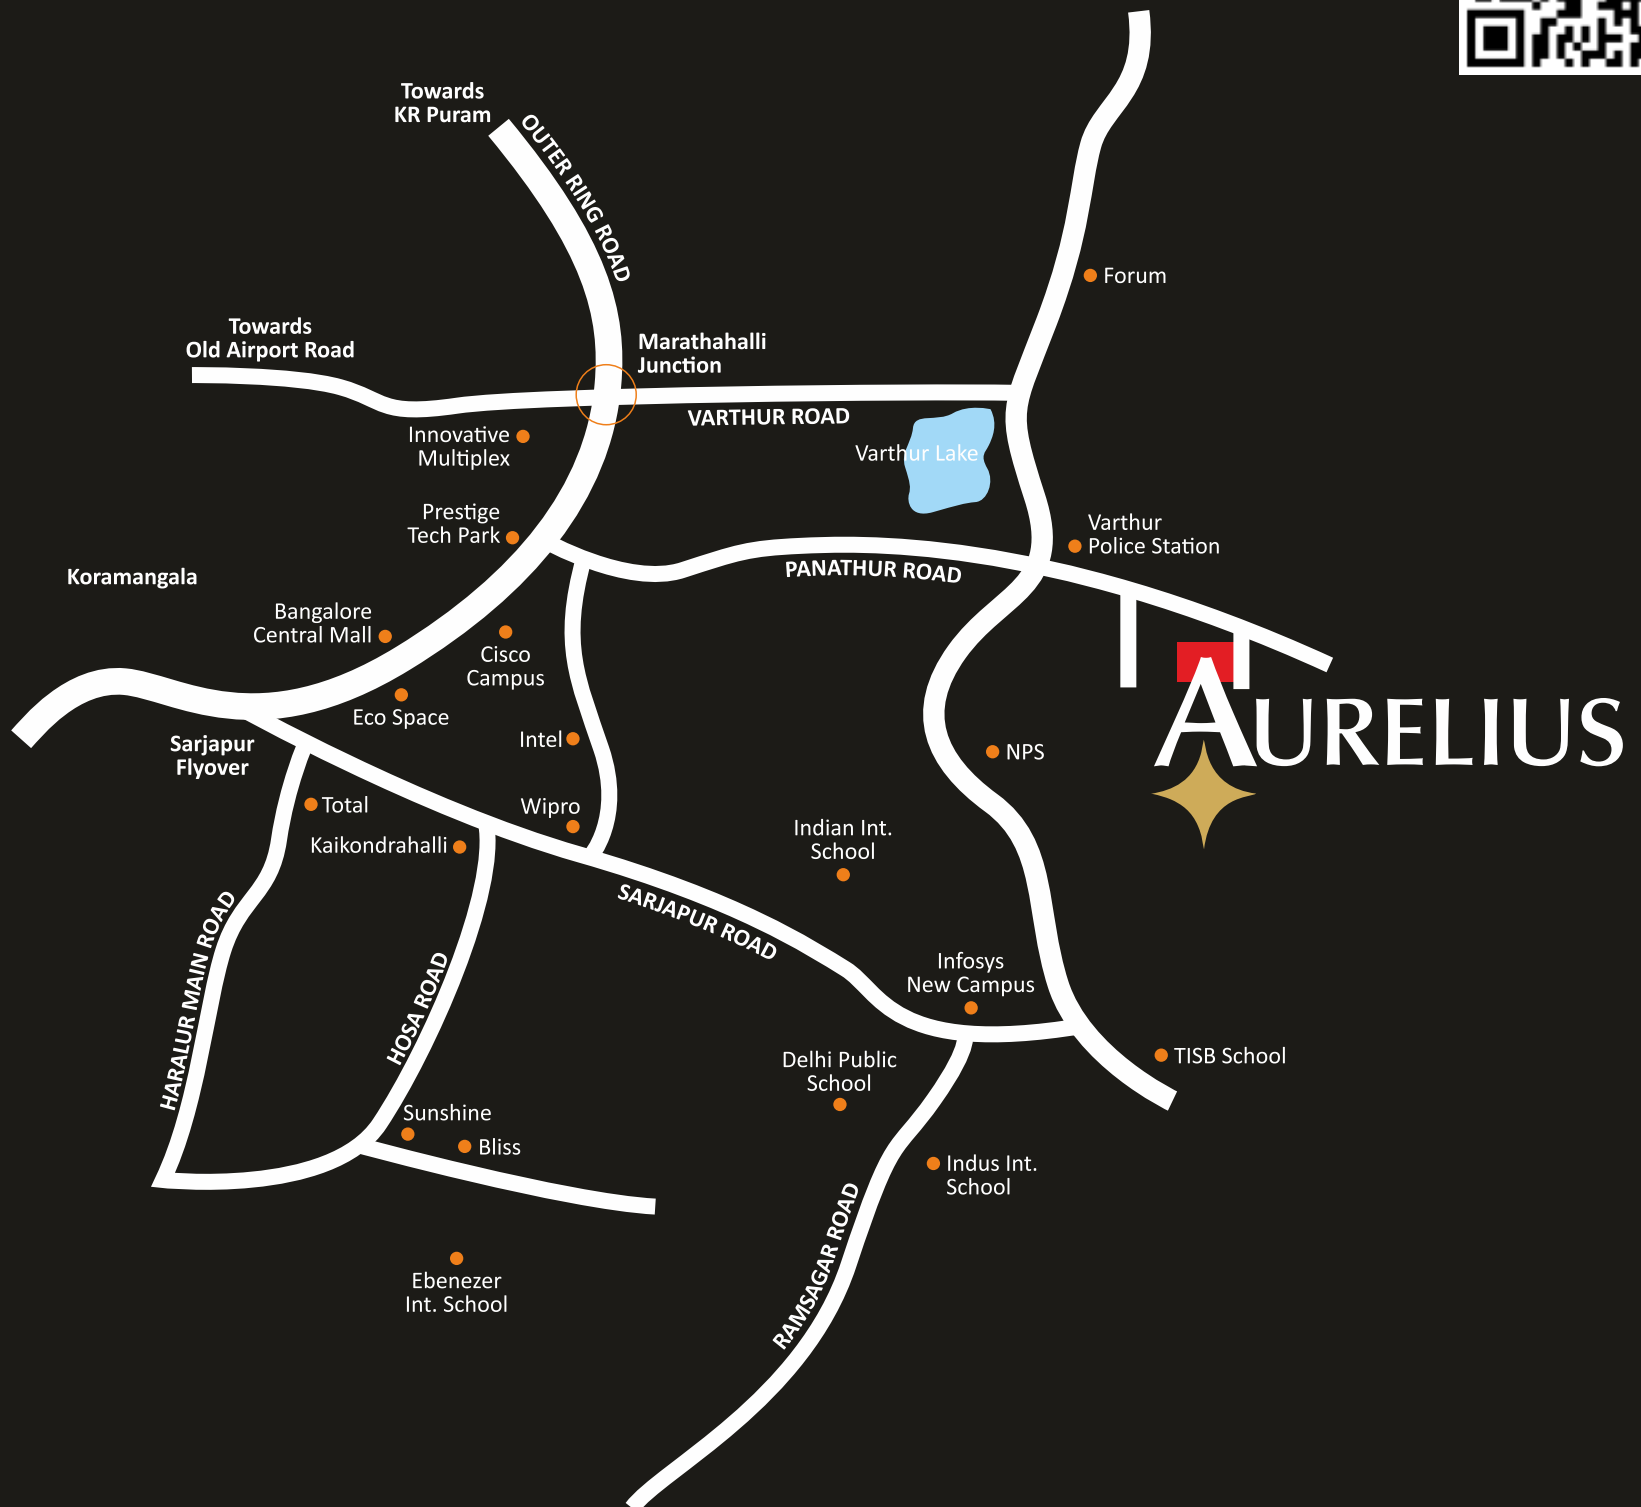 Towards
KR Puram
OUTER RING ROAD
Forum
Towards
Old Airport Road
Marathahalli
Junction
VARTHUR ROAD
Innovative
Multiplex
Varthur Lake
Prestige
Tech Park
Varthur
Police Station
PANATHUR ROAD
Koramangala
Bangalore
Central Mall
Cisco
Campus
Eco Space
AURELIUS
Intel
Sarjapur
Flyover
NPS
Total
Wipro
Kaikondrahalli
Indian Int.
School
SARJAPUR ROAD
HARALUR MAIN ROAD
HOSA ROAD
Infosys
New Campus
Delhi Public
School
TISB School
Sunshine
Bliss
Indus Int.
School
RAMSAGAR ROAD
Ebenezer
Int. School